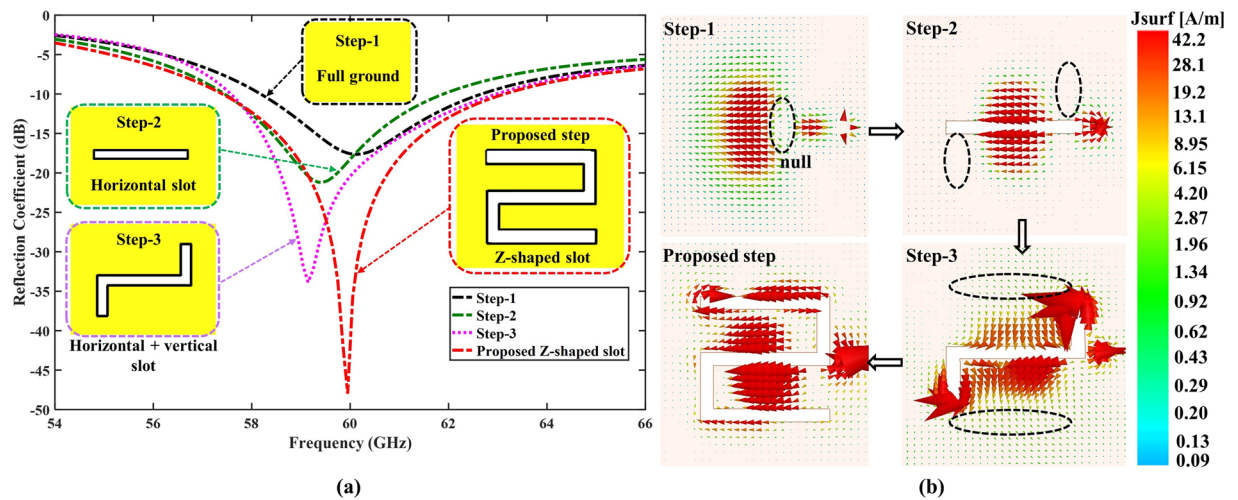 0
-5
-10
-15
-20
-25
-30
-35
-40
-45
-50
Reflection Coefficient (dB)
54
56
58
60
62
64
66
Frequency (GHz)
Step-1
Full ground
Step-2
Horizontal slot
Step-3
Horizontal + vertical
slot
Proposed step
Z-shaped slot
Step-1
Step-2
Step-3
Proposed Z-shaped slot
(a)
Step-1
null
Step-2
Proposed step
Step-3
Jsurf [A/m]
42.2
28.1
13.5
8.95
6.15
4.20
2.87
1.96
1.34
0.92
0.62
0.43
0.27
0.20
0.13
0.09
(b)